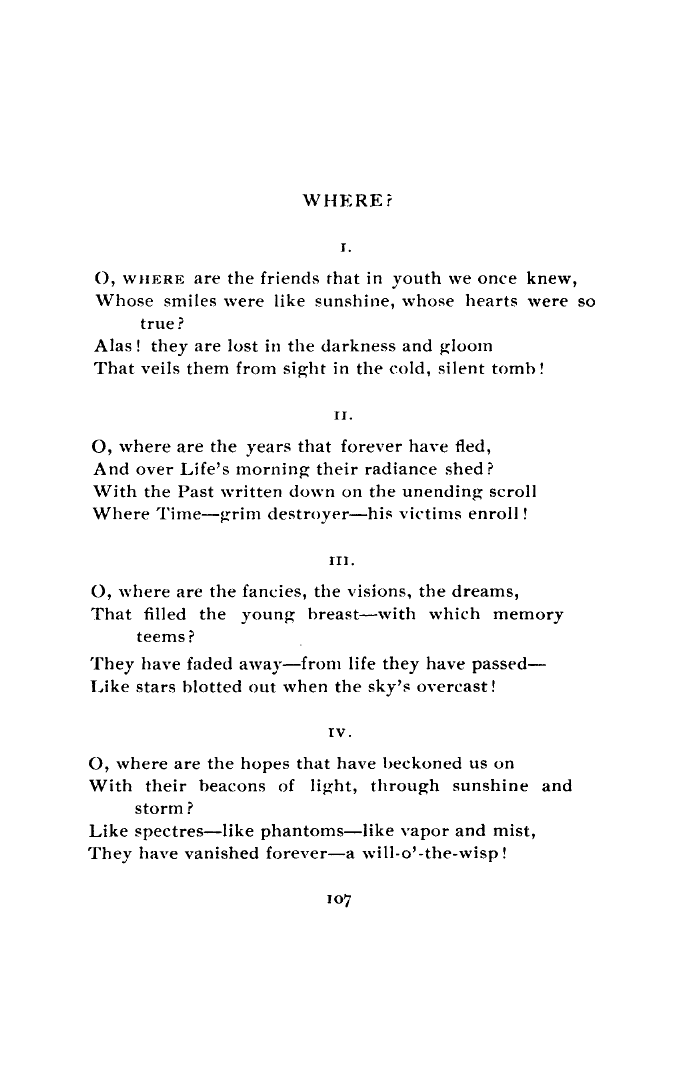 WHERE?
I.
O, WHERE are the friends that in youth we once knew,
Whose smiles were like sunshine, whose hearts were so
true?
Alas! they are lost in the darkness and gloom
That veils them from sight in the cold, silent tomb!
II.
O, where are the years that forever have fled,
And over Life's morning their radiance shed?
With the Past written down on the unending scroll
Where Time—grim destroyer—his victims enroll!
III.
O, where are the fancies, the visions, the dreams,
That filled the young breast—with which memory
teems?
They have faded away—from life they have passed—
Like stars blotted out when the sky's overcast!
IV.
O, where are the hopes that have beckoned us on
With their beacons of light, through sunshine and
storm?
Like spectres—like phantoms—like vapor and mist,
They have vanished forever—a will-o'-the-wisp!
107